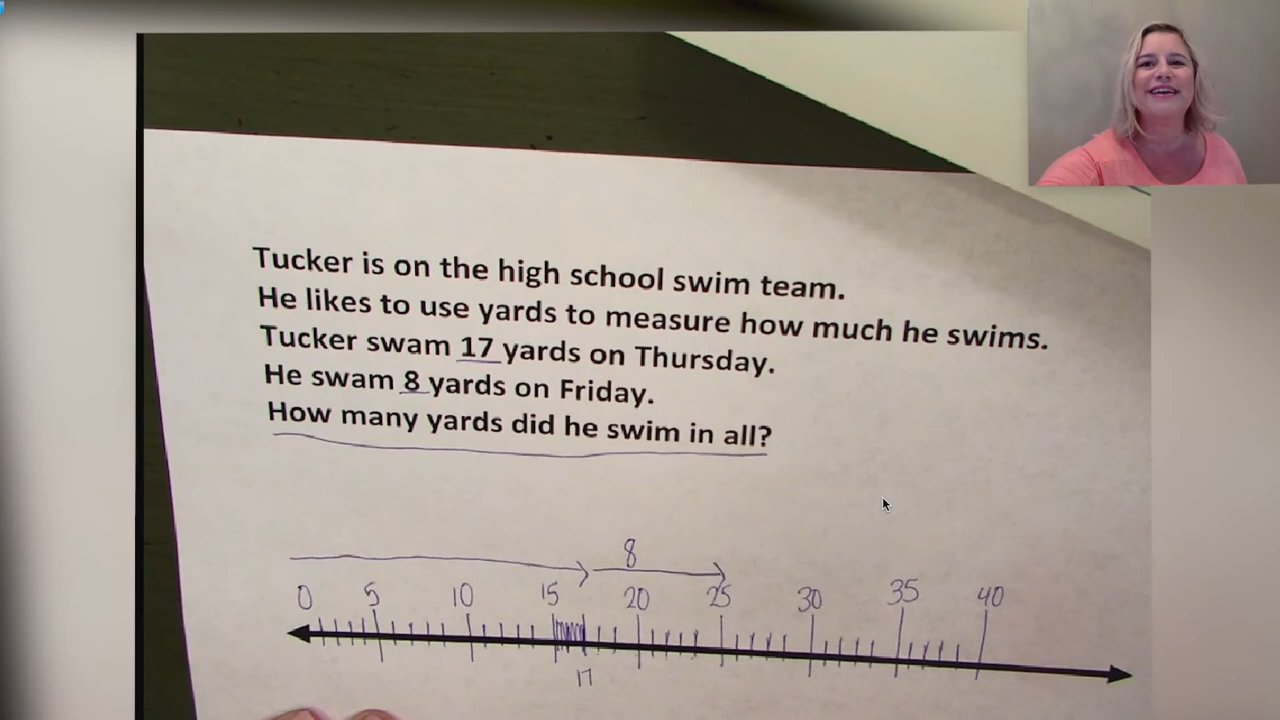 Tucker is on the high school swim team.
He likes to use yards to measure how much he swims.
Tucker swam 17 yards on Thursday.
He swam 8 yards on Friday.
How many yards did he swim in all?
8
0 5 10 15 20 25 30 35 40
17